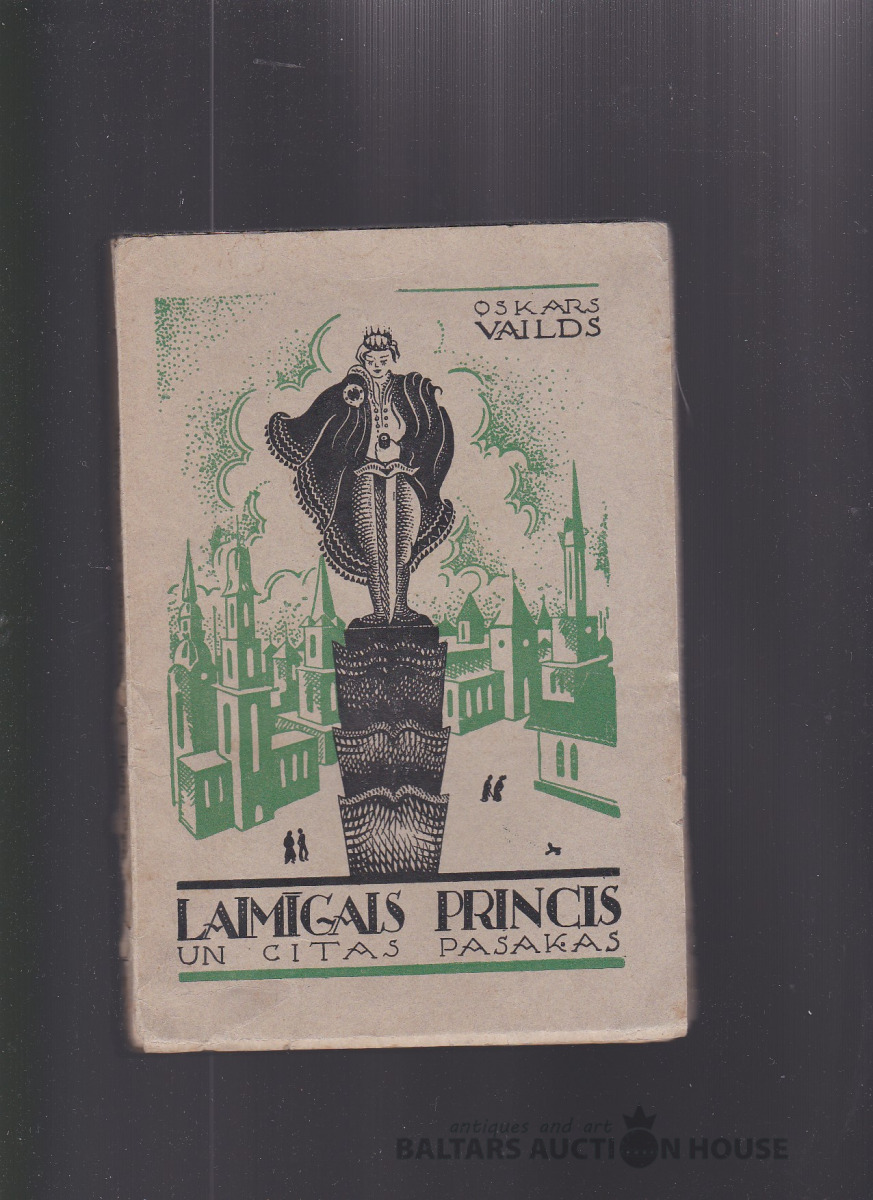 OSKARS
VAILDS
LAIMĪGAIS PRINCIS
UN CITAS PASAKAS
antiques and art
BALTARS AUCTION HOUSE